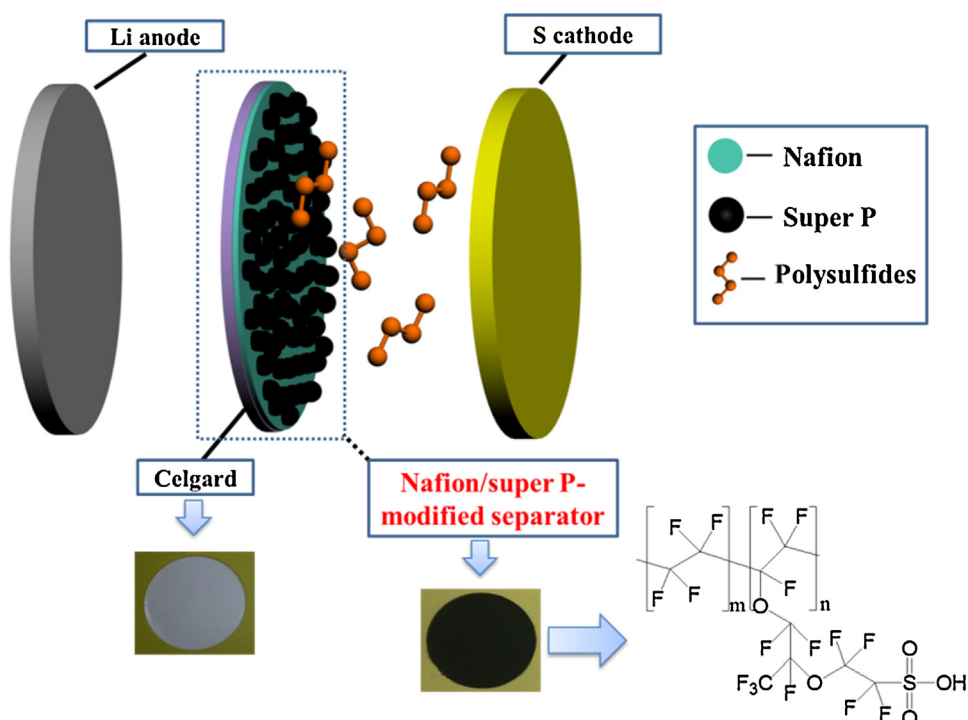 Li anode
S cathode
Nafion
Super P
Polysulfides
Celgard
Nafion/super P-
modified separator
F F F F
F F F
m n
O
F F F F
F₃C F O F F S OH
O
O